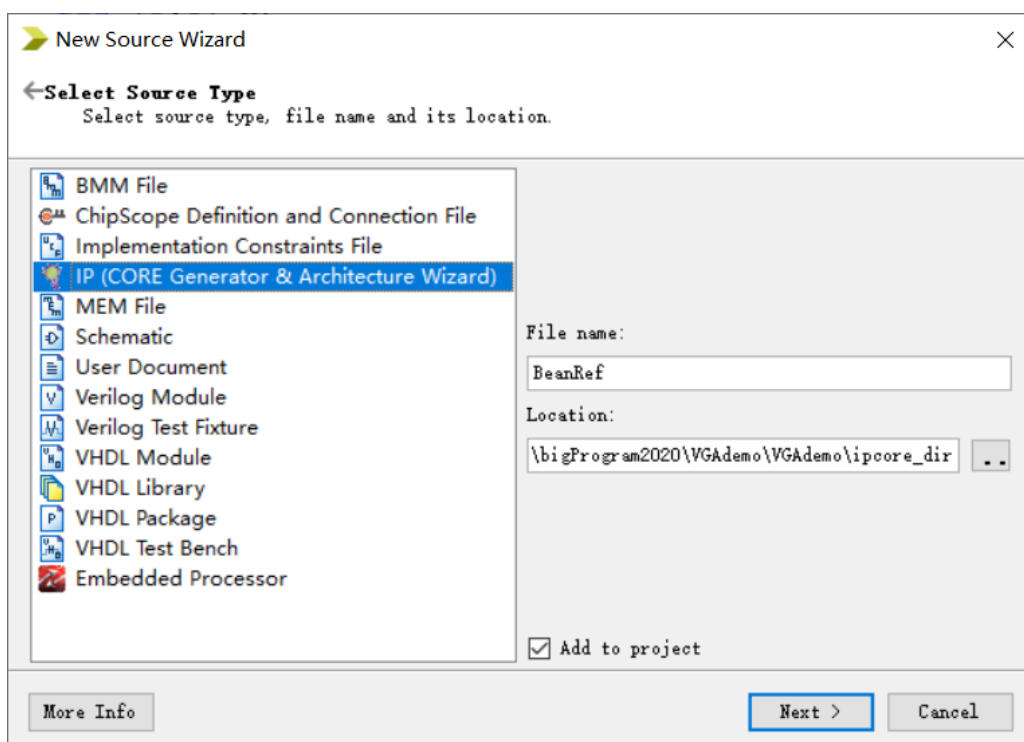 New Source Wizard
Select Source Type
Select source type, file name and its location.
BMM File
ChipScope Definition and Connection File
Implementation Constraints File
IP (CORE Generator & Architecture Wizard)
MEM File
Schematic
User Document
Verilog Module
Verilog Test Fixture
VHDL Module
VHDL Library
VHDL Package
VHDL Test Bench
Embedded Processor
File name:
BeanRef
Location:
\bigProgram2020\VGAdemo\VGAdemo\ipcore_dir
..
Add to project
More Info
Next >
Cancel